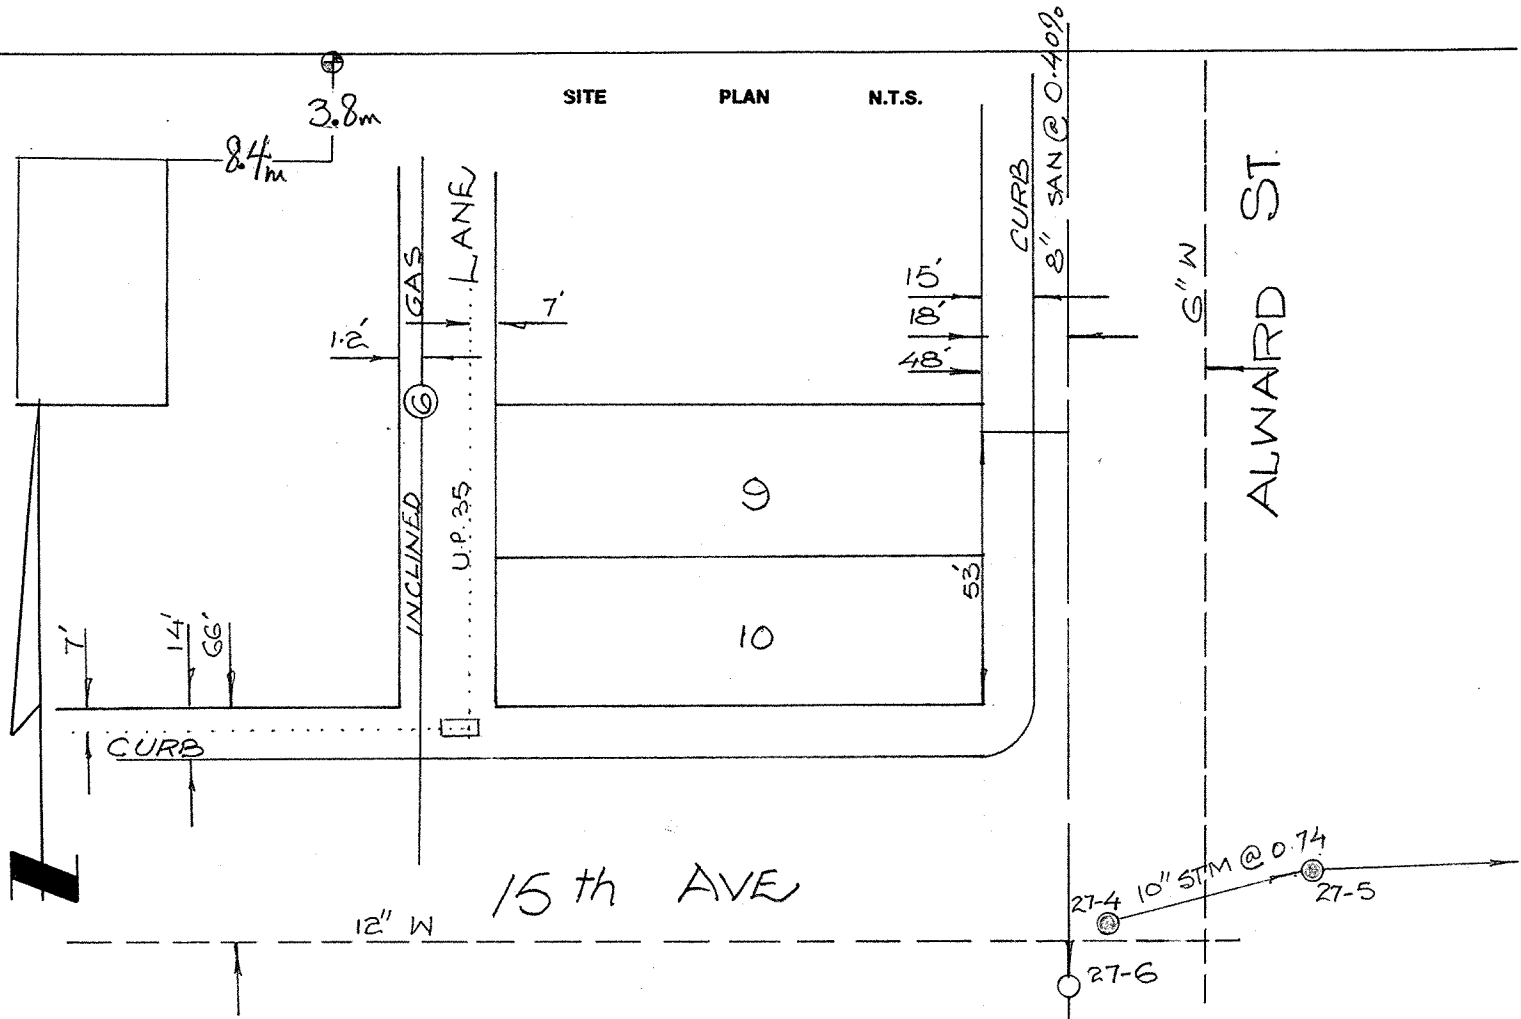 SITE PLAN N.T.S.
3.8m
8.4m
GAS
LANE
CURB
8" SAN @ 0.40%
6" W
ALWARD ST.
15'
18'
48'
7'
1.2'
G
INCLINED
U.P. 35
9
10
53'
7'
14'
66'
CURB
15th AVE
12" W
27-4
10" STM @ 0.74
27-5
27-6